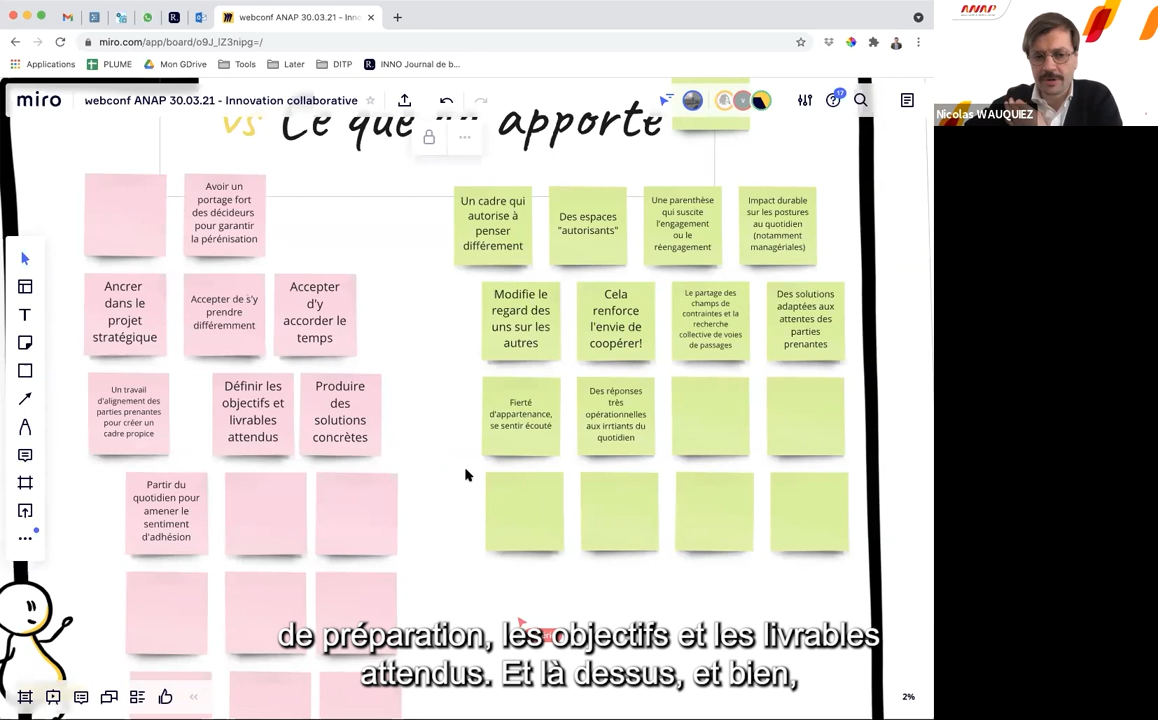 webconf ANAP 30.03.21 - Inno
miro.com/app/board/o9J_lZ3nipg=/
Applications
PLUME
Mon GDrive
Tools
Later
DITP
INNO Journal de b...
miro
webconf ANAP 30.03.21 - Innovation collaborative
17
vs Ce que
apporte
Avoir un
portage fort
des décideurs
pour garantir
la pérénisation
Ancrer
dans le
projet
stratégique
Accepter de s'y
prendre
différemment
Accepter
d'y
accorder le
temps
Un travail
d'alignement des
parties prenantes
pour créer un
cadre propice
Définir les
objectifs et
livrables
attendus
Produire
des
solutions
concrètes
Partir du
quotidien pour
amener le
sentiment
d'adhésion
Un cadre qui
autorise à
penser
différement
Des espaces
"autorisants"
Une parenthèse
qui suscite
l'engagement
ou le
réengagement
Impact durable
sur les postures
au quotidien
(notamment
managériales)
Modifie le
regard des
uns sur les
autres
Cela
renforce
l'envie de
coopérer!
Le partage des
champs de
contraintes et la
recherche
collective de voies
de passages
Des solutions
adaptées aux
attentes des
parties
prenantes
Fierté
d'appartenance,
se sentir écouté
Des réponses
très
opérationnelles
aux irritants du
quotidien
2%
de préparation, les objectifs et les livrables
attendus. Et là dessus, et bien,
ANAP
Nicolas WAUQUIEZ